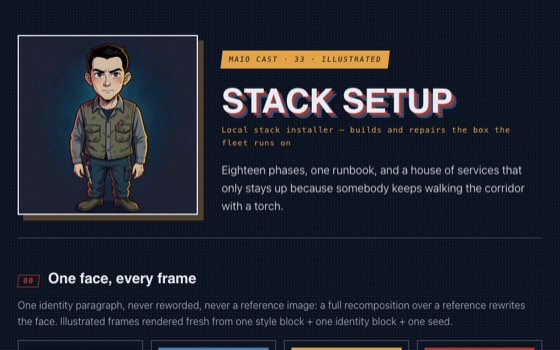 MAIO CAST · 33 · ILLUSTRATED
STACK SETUP
Local stack installer — builds and repairs the box the
fleet runs on
Eighteen phases, one runbook, and a house of services that
only stays up because somebody keeps walking the corridor
with a torch.
00 One face, every frame
One identity paragraph, never reworded, never a reference image: a full recomposition over a reference rewrites
the face. Illustrated frames rendered fresh from one style block + one identity block + one seed.